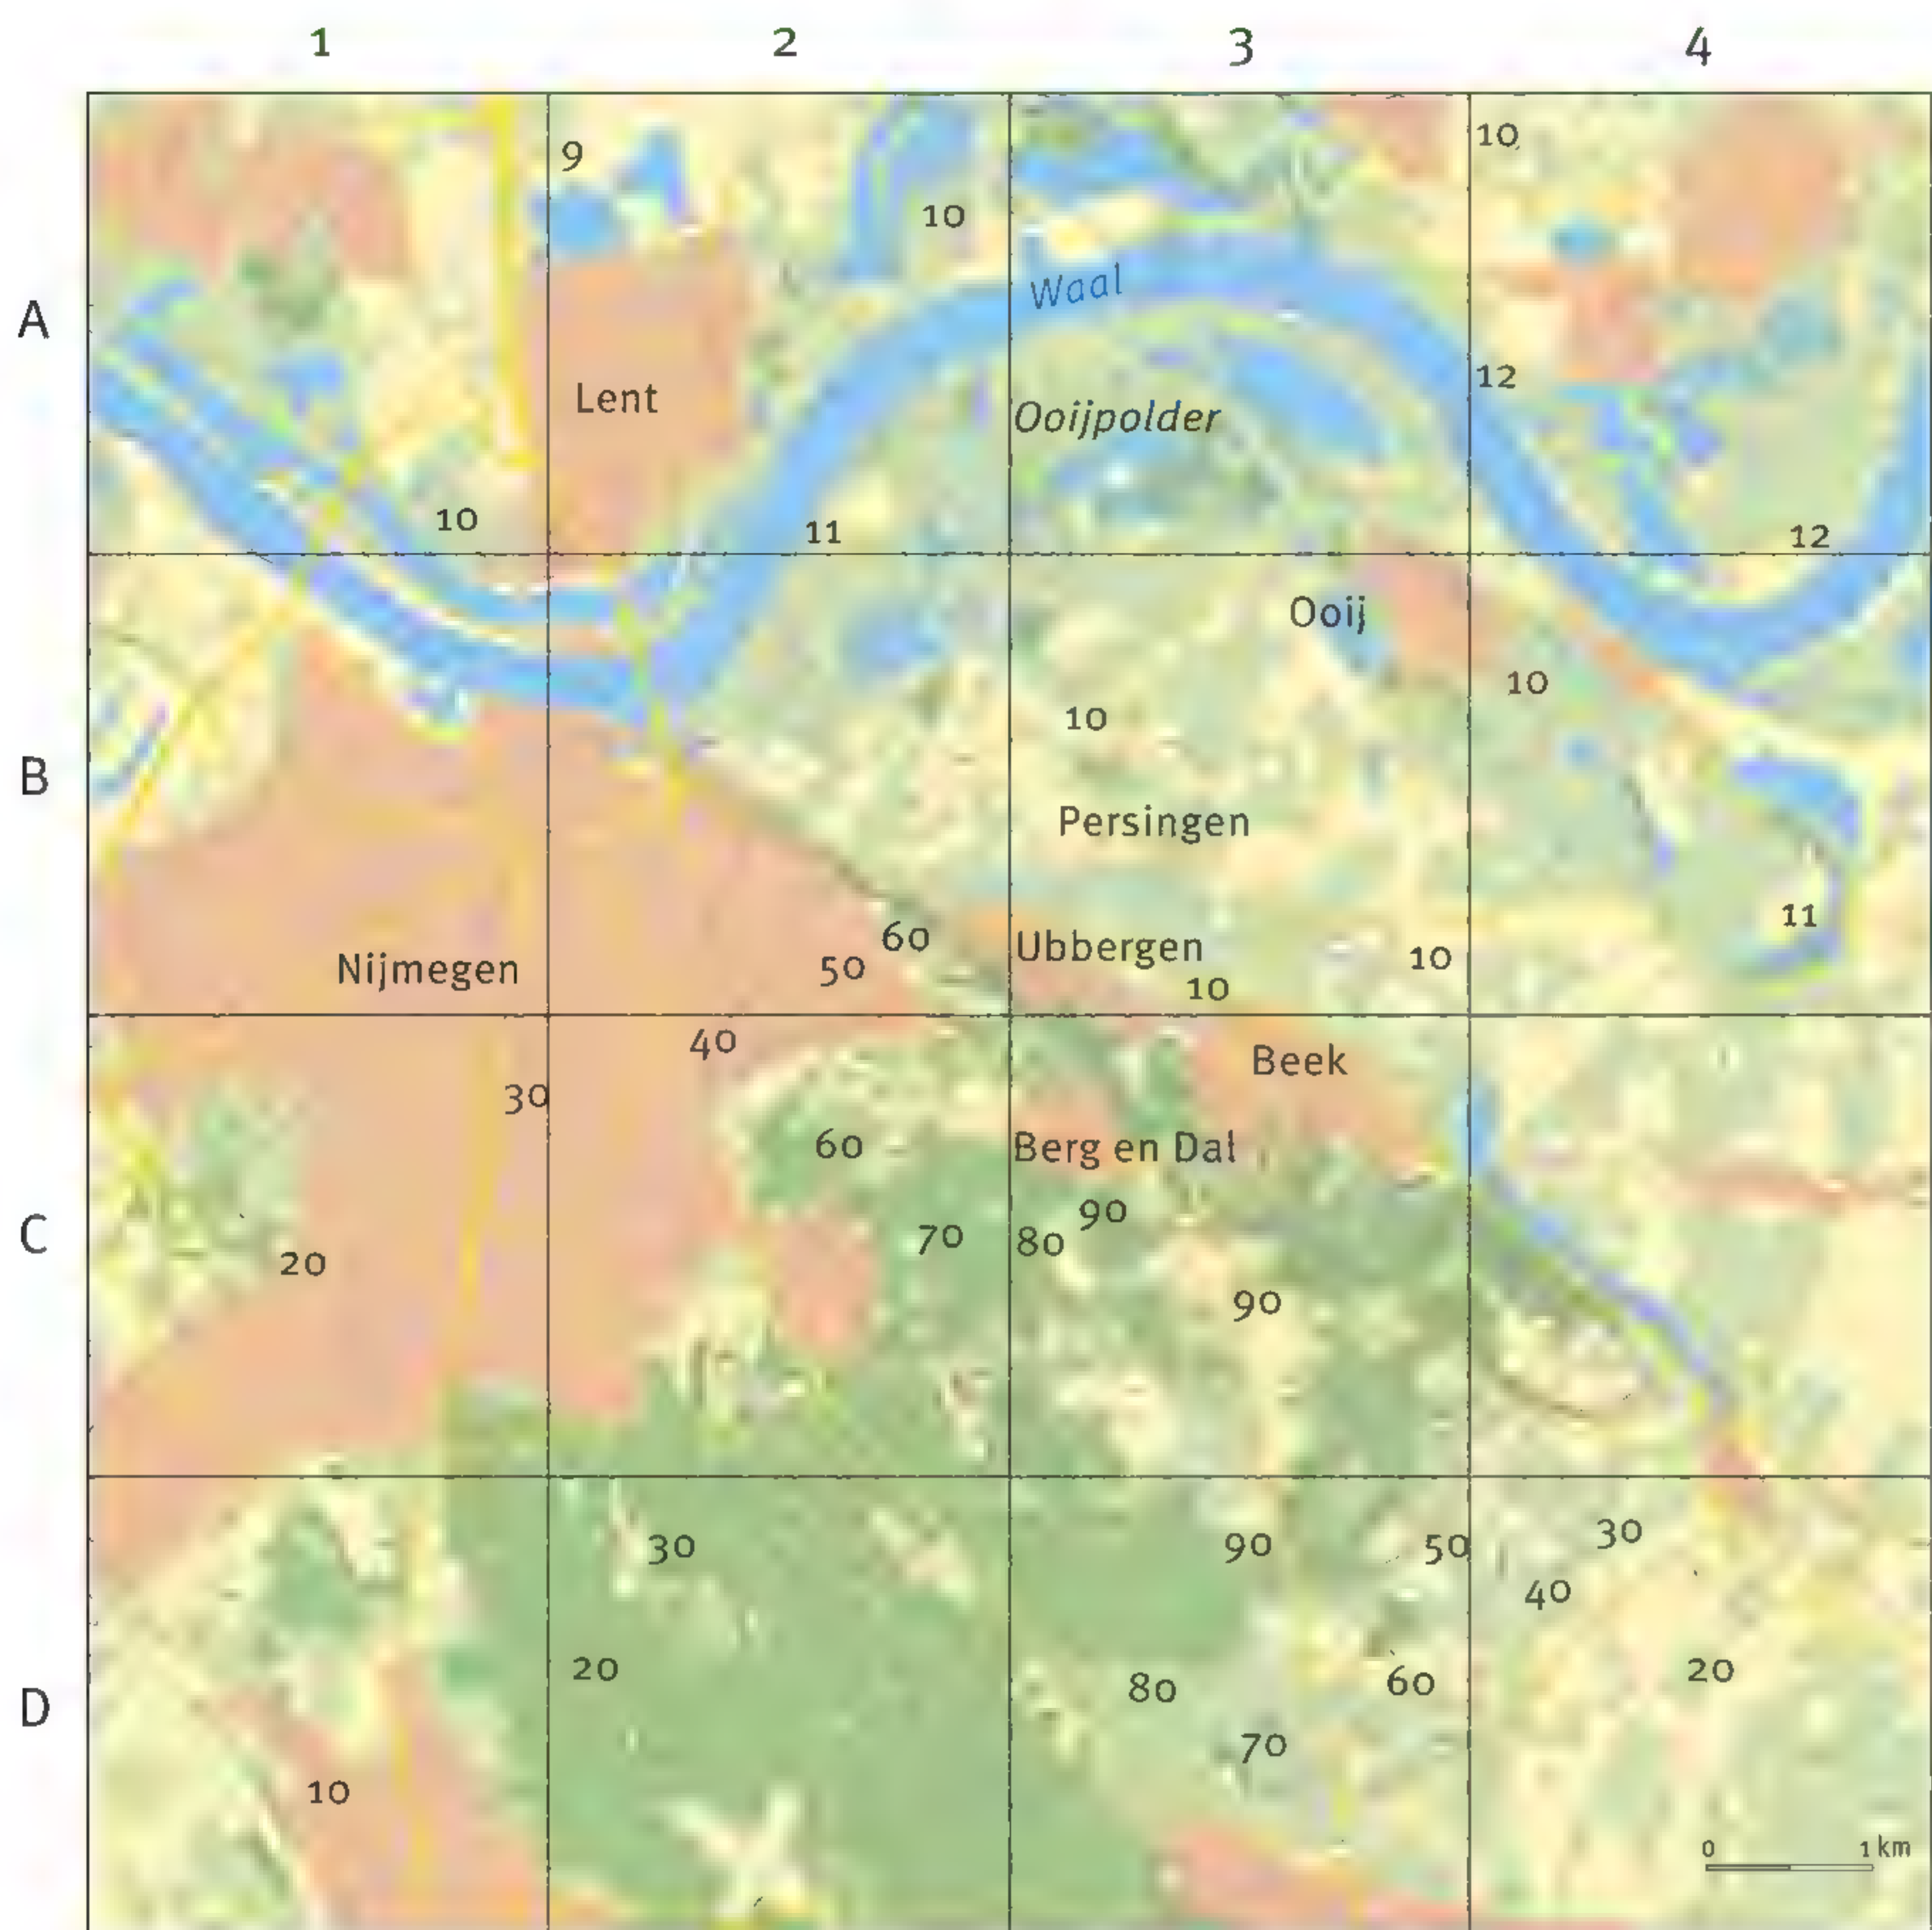 1 2 3 4
9 10
10
Waal
A
12
Lent
Ooijpolder
10 11 12
Ooij
10
10
B
Persingen
11
60 Ubbergen 10
Nijmegen 50
10
40
30 Beek
60 Berg en Dal
90
C 70 80
20
90
30 90 50 30
40
20 80 60 20
D
70
10
0 1 km